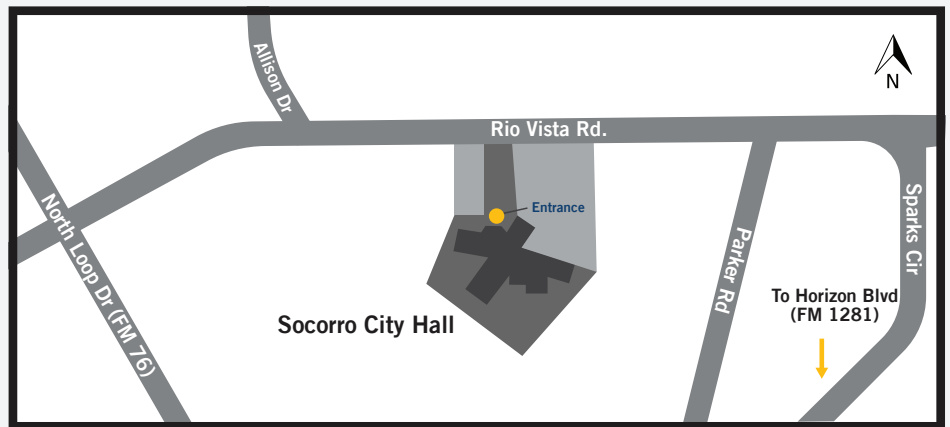 Allison Dr
N
Rio Vista Rd.
North Loop Dr (FM 76)
Entrance
Sparks Cir
Parker Rd
To Horizon Blvd
(FM 1281)
Socorro City Hall